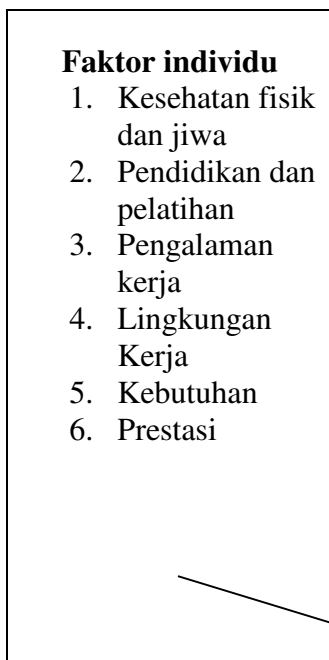 Faktor individu
1. Kesehatan fisik
dan jiwa
2. Pendidikan dan
pelatihan
3. Pengalaman
kerja
4. Lingkungan
Kerja
5. Kebutuhan
6. Prestasi